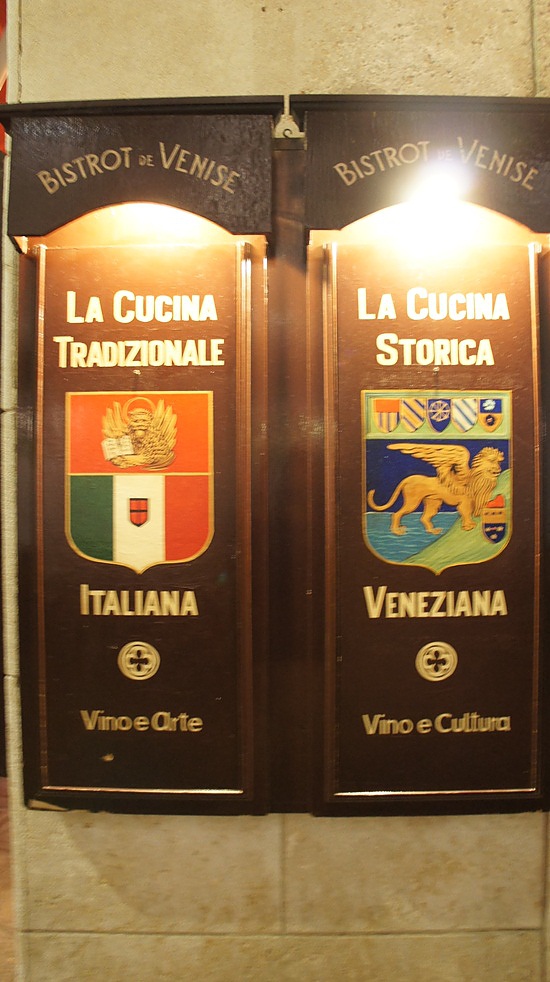 BISTROT DE VENISE
LA CUCINA
TRADIZIONALE
ITALIANA
Vino e Arte
BISTROT DE VENISE
LA CUCINA
STORICA
VENEZIANA
Vino e Cultura